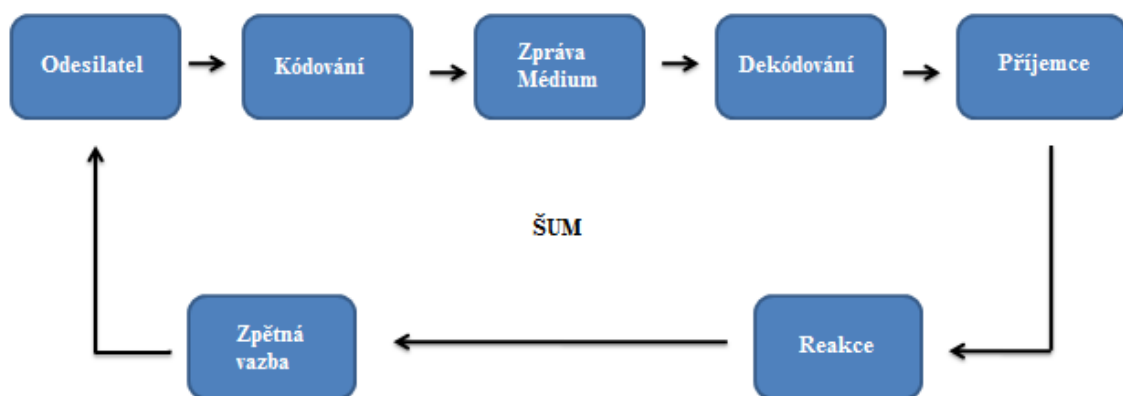 Odesilatel
Kódování
Zpráva
Médium
Dekódování
Příjemce
ŠUM
Zpětná
vazba
Reakce